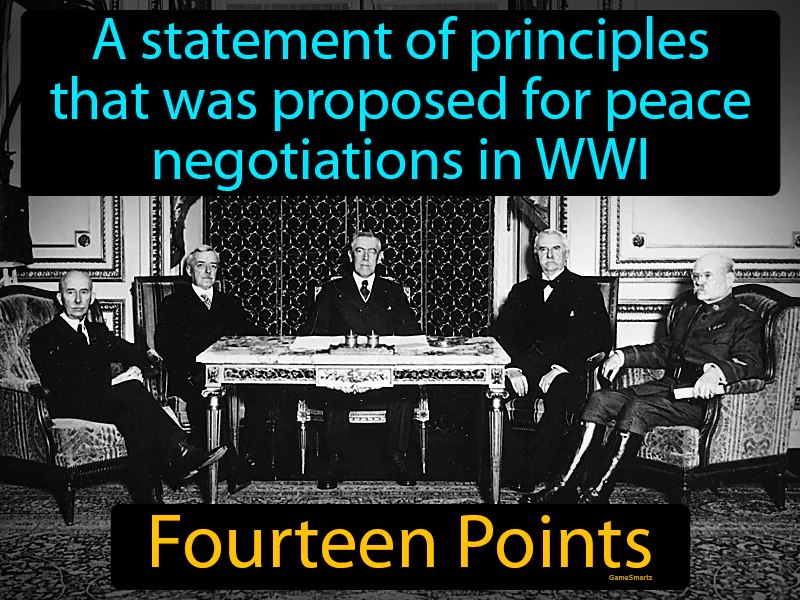 A statement of principles
that was proposed for peace
negotiations in WWI
Fourteen Points
GameSmartz